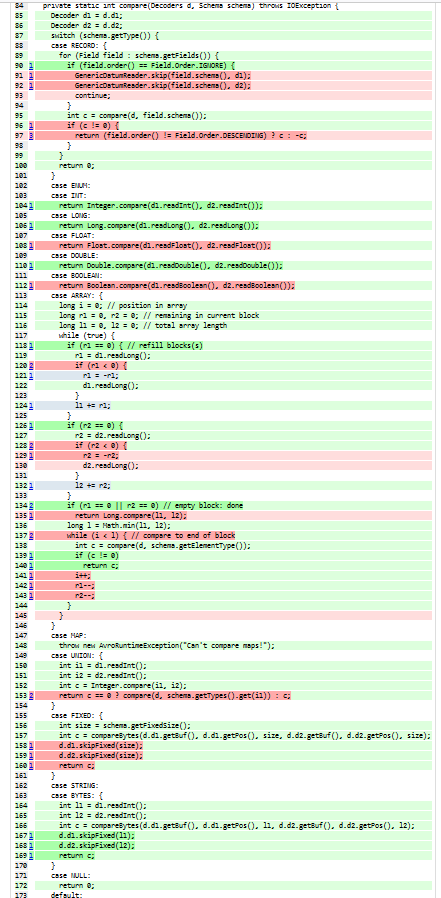 84 private static int compare(Decoders d, Schema schema) throws IOException {
85 Decoder d1 = d.d1;
86 Decoder d2 = d.d2;
87 switch (schema.getType()) {
88 case RECORD: {
89 for (Field field : schema.getFields()) {
90 1 if (field.order() == Field.Order.IGNORE) {
91 1 GenericDatumReader.skip(field.schema(), d1);
92 1 GenericDatumReader.skip(field.schema(), d2);
93 continue;
94 }
95 int c = compare(d, field.schema());
96 1 if (c != 0) {
97 3 return (field.order() != Field.Order.DESCENDING) ? c : -c;
98 }
99 }
100 return 0;
101 }
102 case ENUM:
103 case INT:
104 1 return Integer.compare(d1.readInt(), d2.readInt());
105 case LONG:
106 1 return Long.compare(d1.readLong(), d2.readLong());
107 case FLOAT:
108 1 return Float.compare(d1.readFloat(), d2.readFloat());
109 case DOUBLE:
110 1 return Double.compare(d1.readDouble(), d2.readDouble());
111 case BOOLEAN:
112 1 return Boolean.compare(d1.readBoolean(), d2.readBoolean());
113 case ARRAY: {
114 long i = 0; // position in array
115 long r1 = 0, r2 = 0; // remaining in current block
116 long l1 = 0, l2 = 0; // total array length
117 while (true) {
118 1 if (r1 == 0) { // refill blocks(s)
119 r1 = d1.readLong();
120 2 if (r1 < 0) {
121 1 r1 = -r1;
122 d1.readLong();
123 }
124 1 l1 += r1;
125 }
126 1 if (r2 == 0) {
127 r2 = d2.readLong();
128 2 if (r2 < 0) {
129 1 r2 = -r2;
130 d2.readLong();
131 }
132 1 l2 += r2;
133 }
134 2 if (r1 == 0 || r2 == 0) // empty block: done
135 1 return Long.compare(l1, l2);
136 long l = Math.min(l1, l2);
137 2 while (i < l) { // compare to end of block
138 int c = compare(d, schema.getElementType());
139 1 if (c != 0)
140 1 return c;
141 1 i++;
142 1 r1--;
143 1 r2--;
144 }
145 }
146 }
147 case MAP:
148 throw new AvroRuntimeException("Can't compare maps!");
149 case UNION: {
150 int i1 = d1.readInt();
151 int i2 = d2.readInt();
152 int c = Integer.compare(i1, i2);
153 2 return c == 0 ? compare(d, schema.getTypes().get(i1)) : c;
154 }
155 case FIXED: {
156 int size = schema.getFixedSize();
157 int c = compareBytes(d.d1.getBuf(), d.d1.getPos(), size, d.d2.getBuf(), d.d2.getPos(), size);
158 1 d.d1.skipFixed(size);
159 1 d.d2.skipFixed(size);
160 1 return c;
161 }
162 case STRING:
163 case BYTES: {
164 int l1 = d1.readInt();
165 int l2 = d2.readInt();
166 int c = compareBytes(d.d1.getBuf(), d.d1.getPos(), l1, d.d2.getBuf(), d.d2.getPos(), l2);
167 1 d.d1.skipFixed(l1);
168 1 d.d2.skipFixed(l2);
169 1 return c;
170 }
171 case NULL:
172 return 0;
173 default: